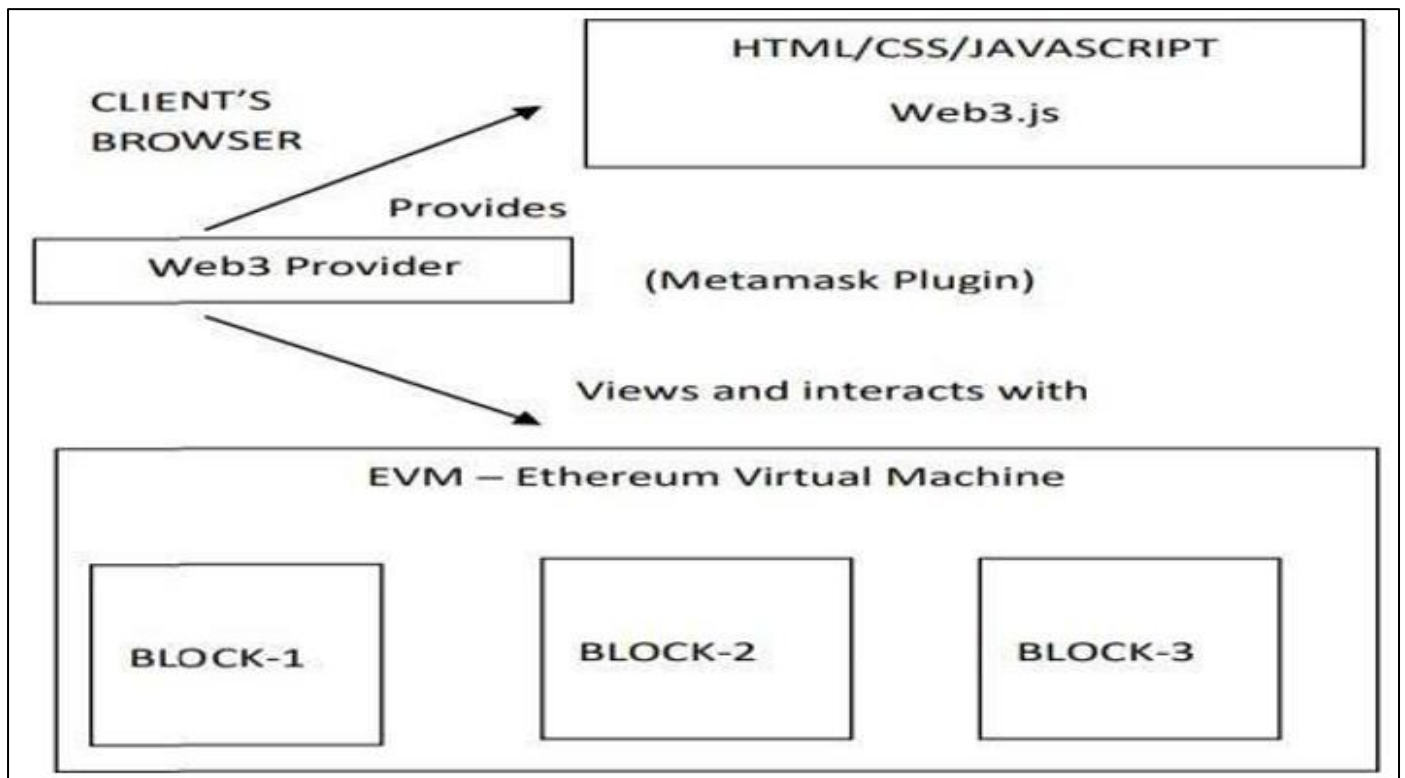 HTML/CSS/JAVASCRIPT
Web3.js
CLIENT'S
BROWSER
Provides
Web3 Provider
(Metamask Plugin)
Views and interacts with
EVM – Ethereum Virtual Machine
BLOCK-1
BLOCK-2
BLOCK-3